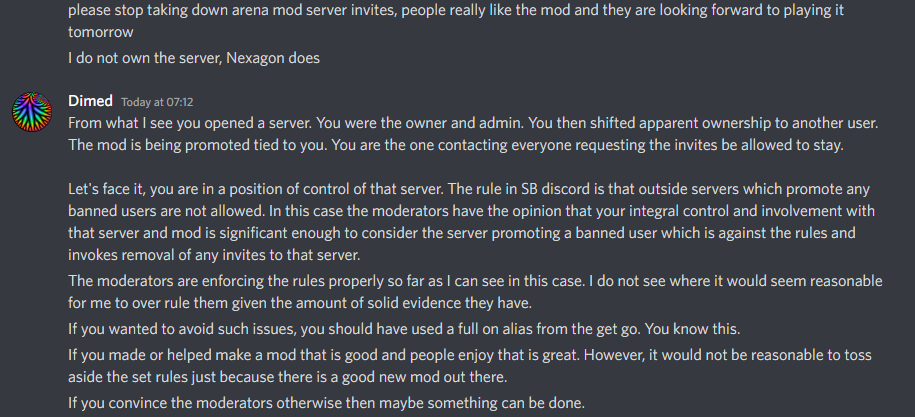 please stop taking down arena mod server invites, people really like the mod and they are looking forward to playing it
tomorrow
I do not own the server, Nexagon does
Dimed Today at 07:12
From what I see you opened a server. You were the owner and admin. You then shifted apparent ownership to another user.
The mod is being promoted tied to you. You are the one contacting everyone requesting the invites be allowed to stay.
Let's face it, you are in a position of control of that server. The rule in SB discord is that outside servers which promote any
banned users are not allowed. In this case the moderators have the opinion that your integral control and involvement with
that server and mod is significant enough to consider the server promoting a banned user which is against the rules and
invokes removal of any invites to that server.
The moderators are enforcing the rules properly so far as I can see in this case. I do not see where it would seem reasonable
for me to over rule them given the amount of solid evidence they have.
If you wanted to avoid such issues, you should have used a full on alias from the get go. You know this.
If you made or helped make a mod that is good and people enjoy that is great. However, it would not be reasonable to toss
aside the set rules just because there is a good new mod out there.
If you convince the moderators otherwise then maybe something can be done.